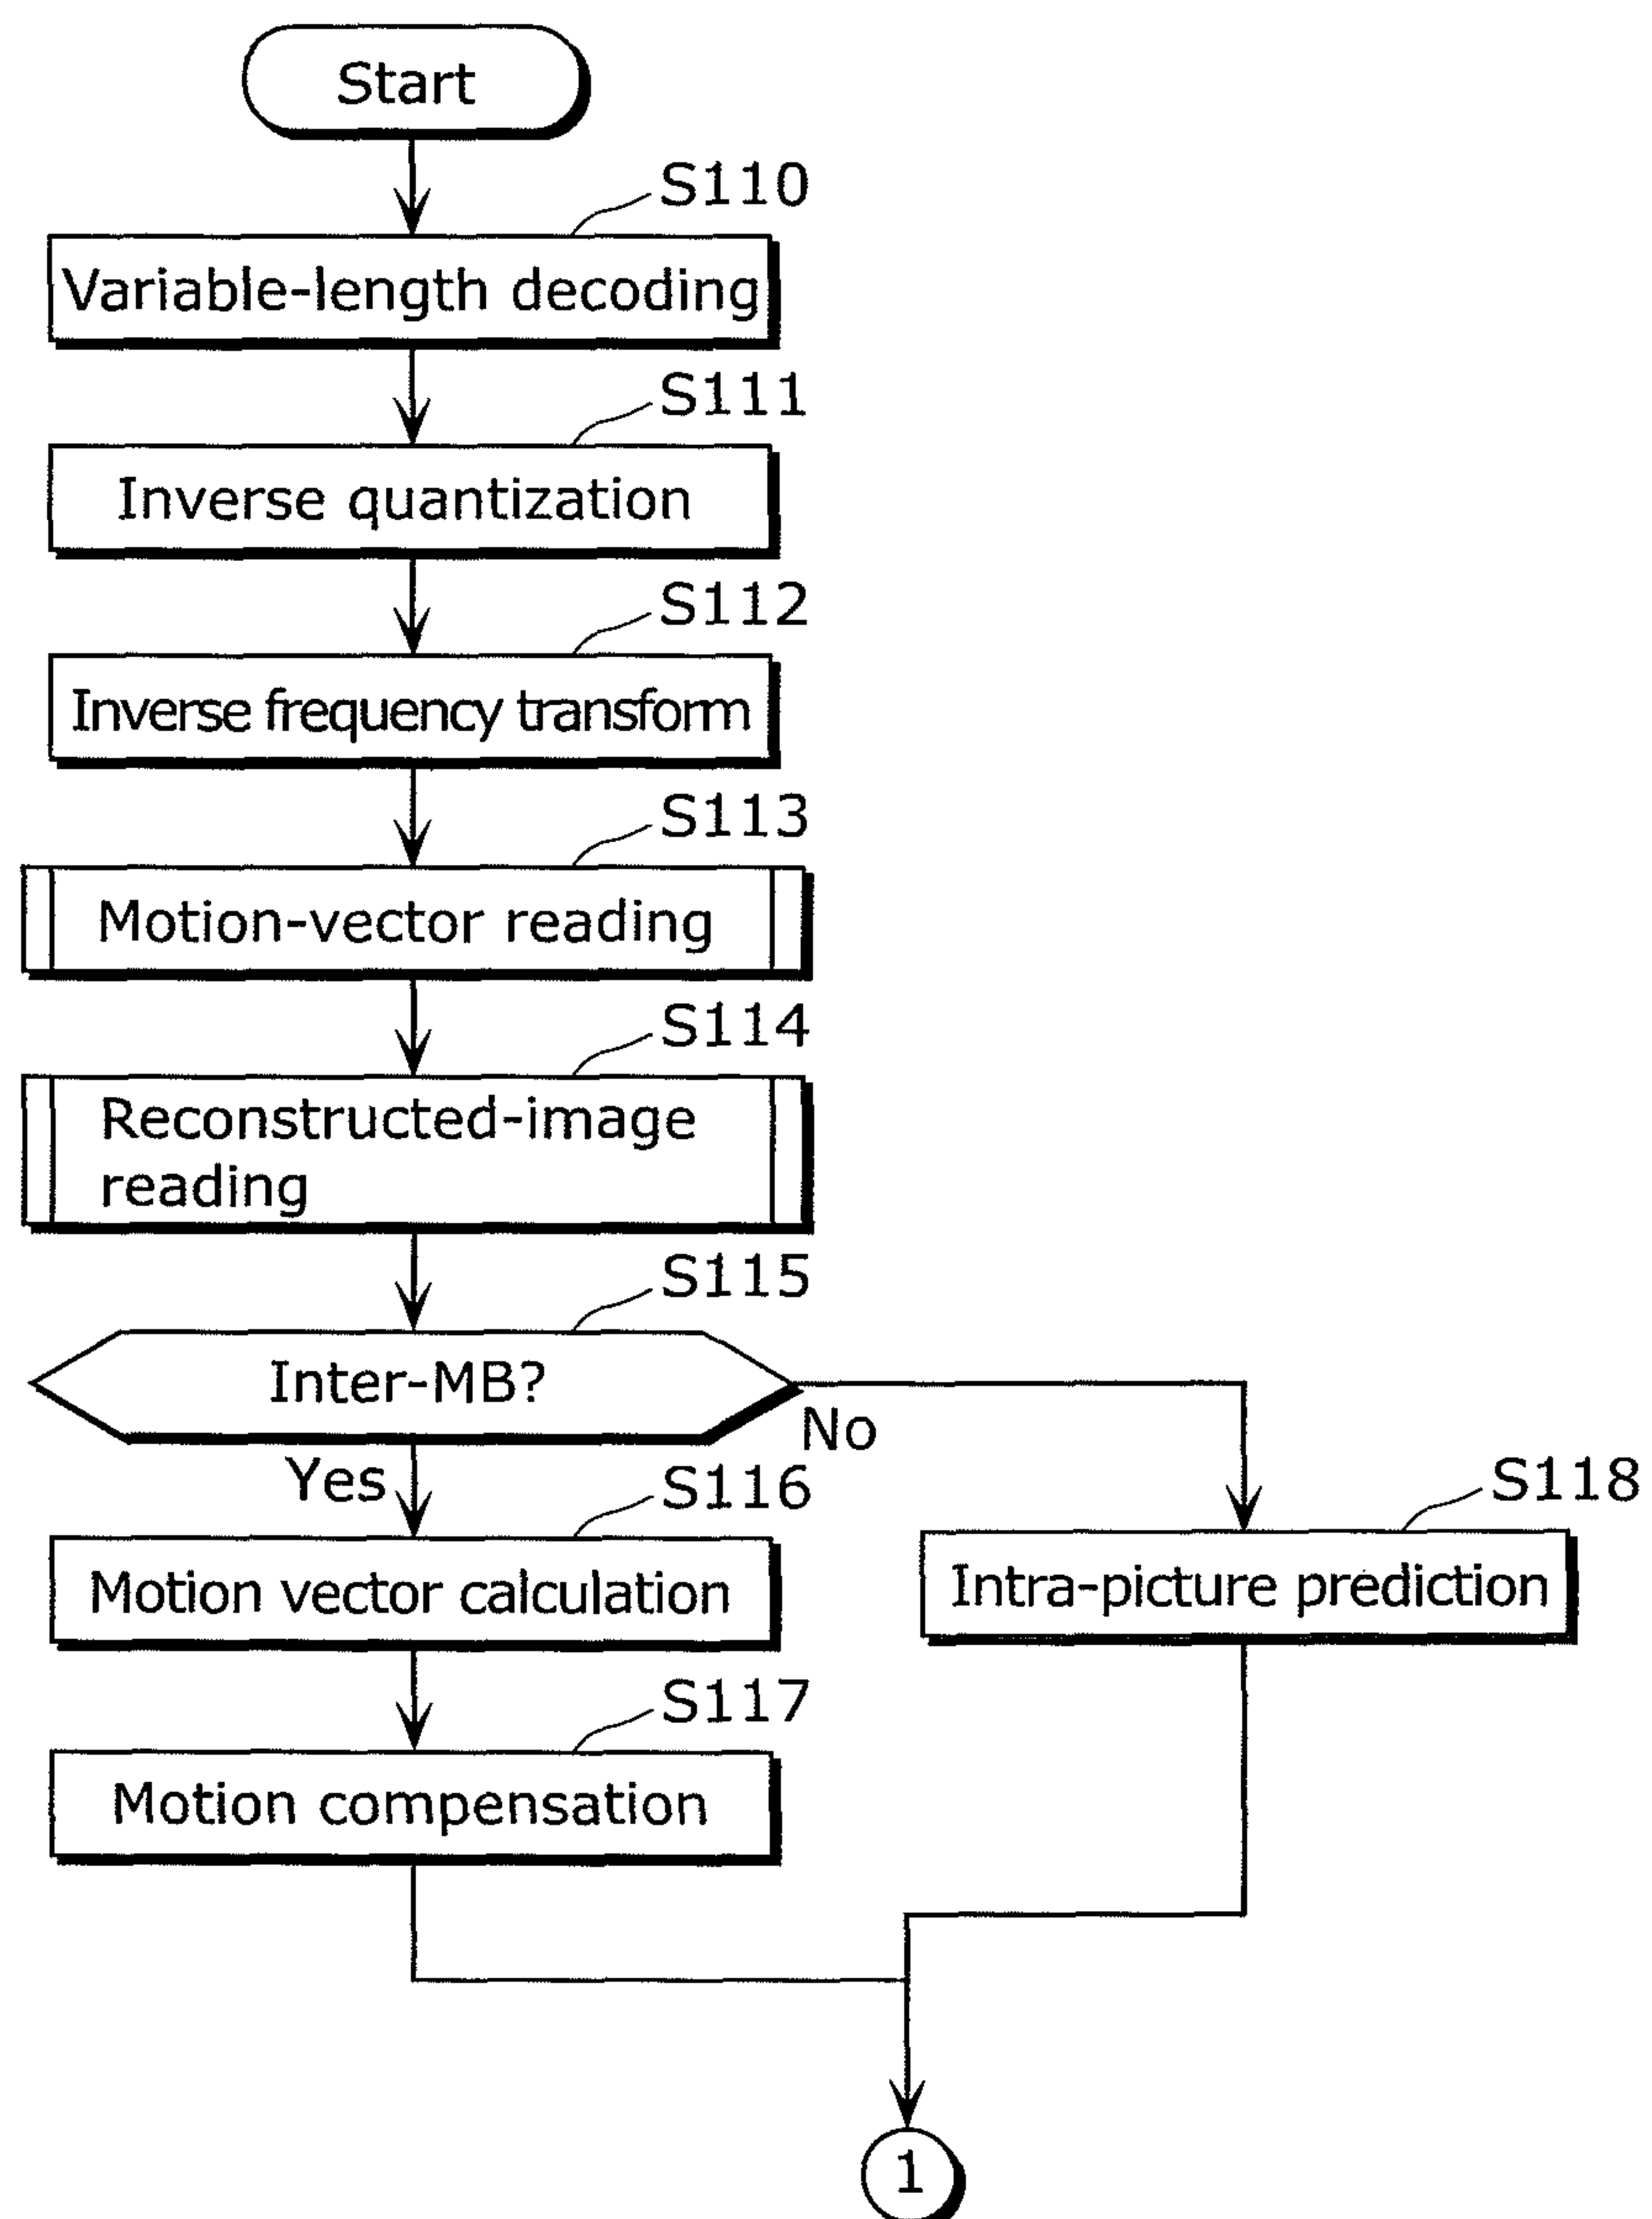 Start
S110
Variable-length decoding
S111
Inverse quantization
S112
Inverse frequency transform
S113
Motion-vector reading
S114
Reconstructed-image
reading
S115
Inter-MB?
No
Yes
S116
S118
Motion vector calculation
Intra-picture prediction
S117
Motion compensation
1